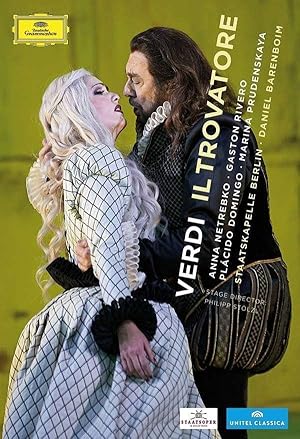 Deutsche
Grammophon
VERDI IL TROVATORE
ANNA NETREBKO · GASTON RIVERO
PLÁCIDO DOMINGO · MARINA PRUDENSKAYA
STAATSKAPELLE BERLIN · DANIEL BARENBOIM
STAGE DIRECTOR
PHILIPP STÖLZL
STAATSOPER
UNITEL CLASSICA